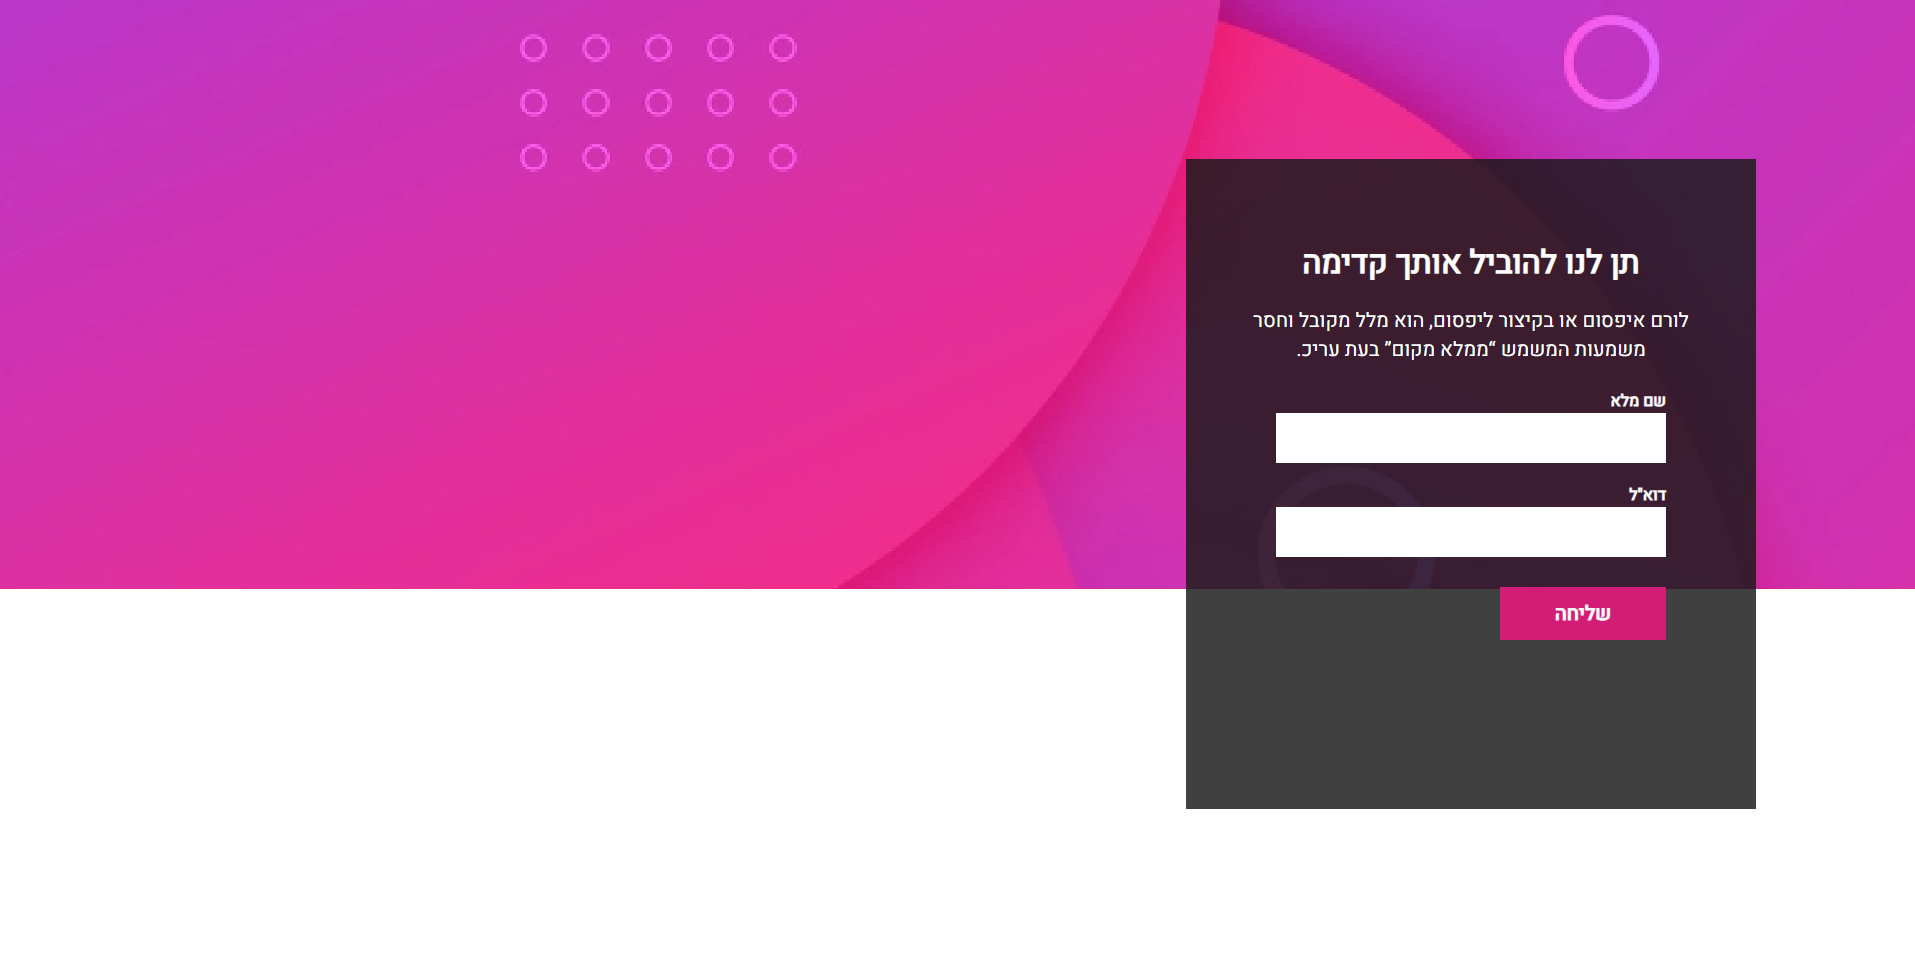 תן לנו להוביל אותך קדימה
לורם איפסום או בקיצור ליפסום, הוא מלל מקובל וחסר
משמעות המשמש “ממלא מקום” בעת עריכ.
שם מלא
דוא"ל
שליחה